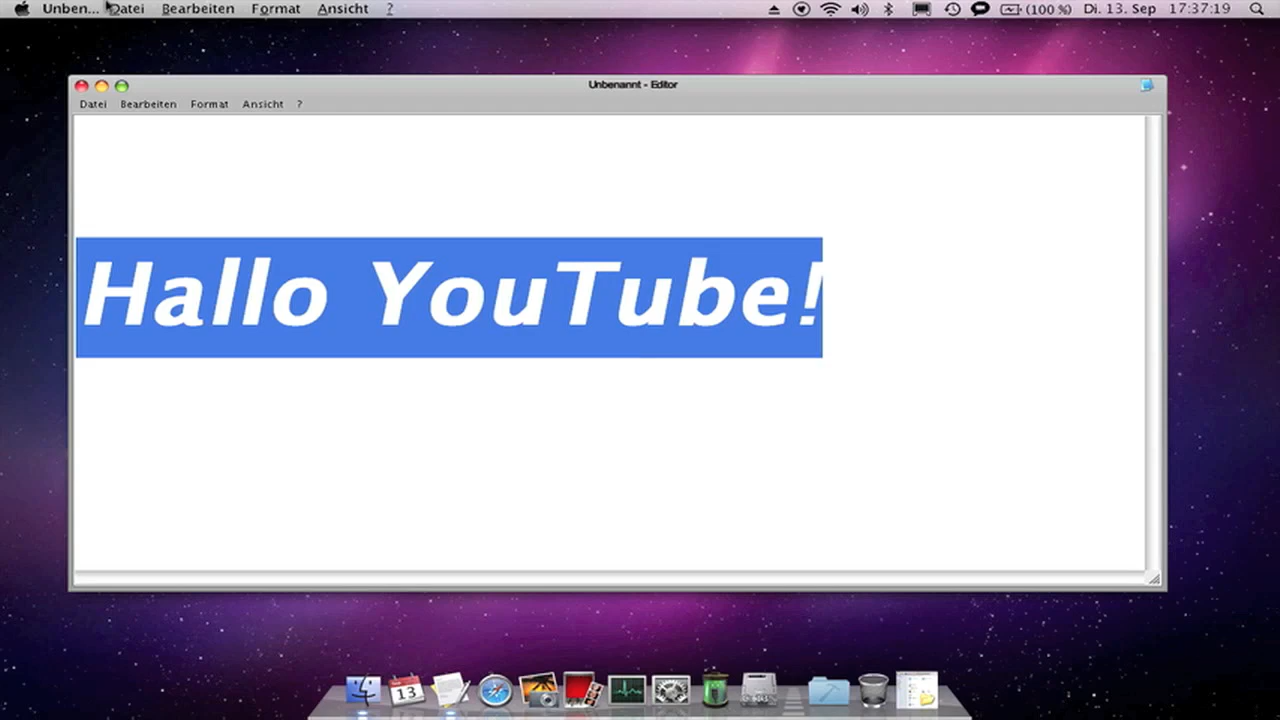 Unben... Datei Bearbeiten Format Ansicht ? (100 %) Di. 13. Sep 17:37:19
Unbenannt - Editor
Datei Bearbeiten Format Ansicht ?
Hallo YouTube!
13